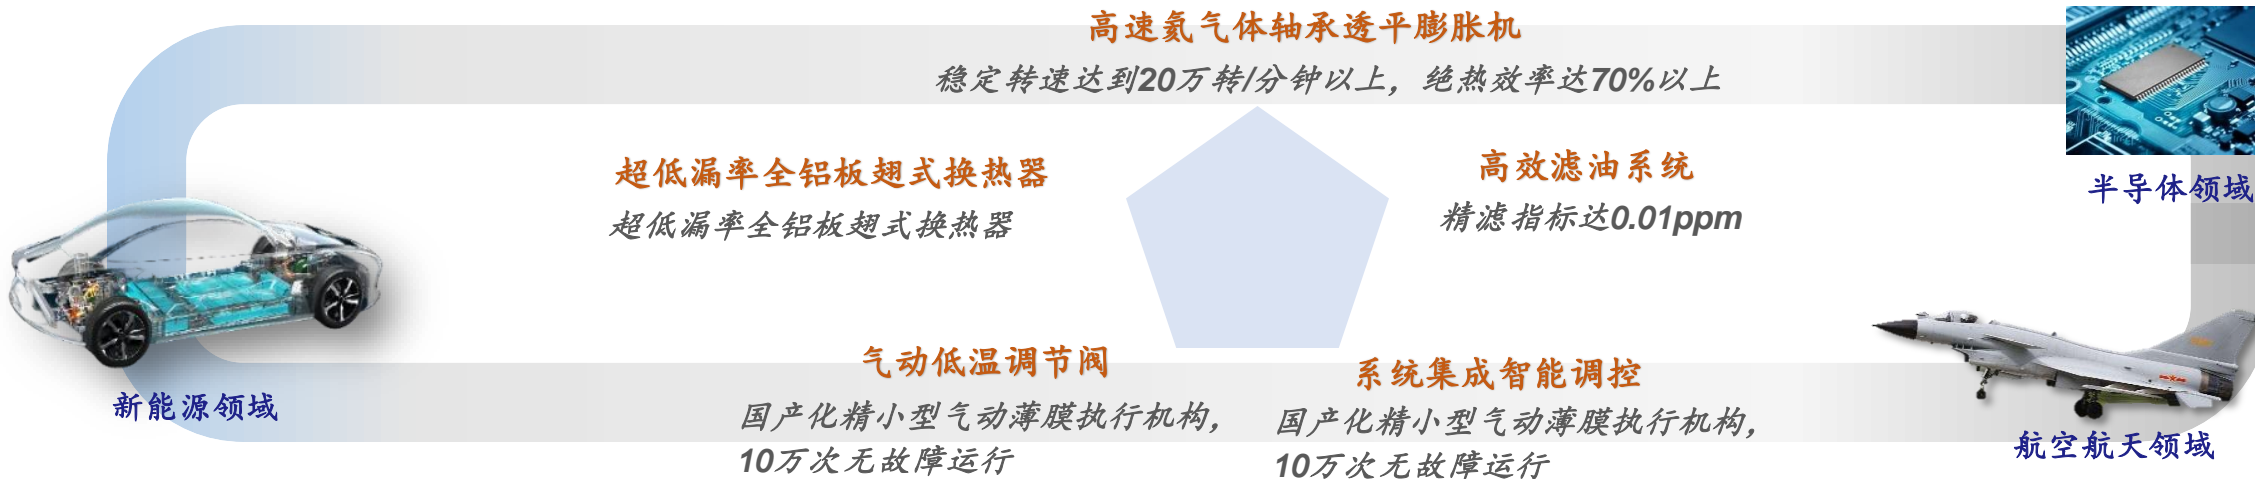 高速氦气体轴承透平膨胀机
稳定转速达到20万转/分钟以上，绝热效率达70%以上
超低漏率全铝板翅式换热器
超低漏率全铝板翅式换热器
高效滤油系统
精滤指标达0.01ppm
半导体领域
新能源领域
气动低温调节阀
国产化精小型气动薄膜执行机构，
10万次无故障运行
系统集成智能调控
国产化精小型气动薄膜执行机构，
10万次无故障运行
航空航天领域